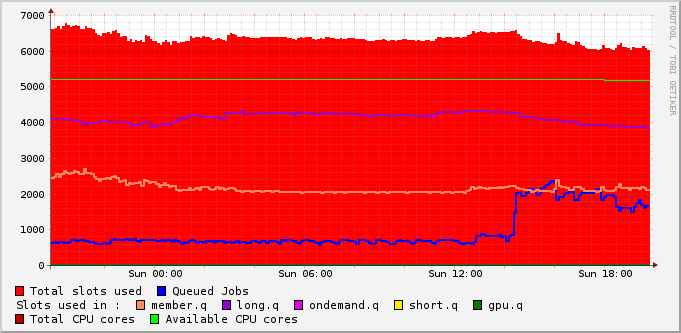 7000
6000
5000
4000
3000
2000
1000
0
Sun 00:00 Sun 06:00 Sun 12:00 Sun 18:00
RRDTOOL / TOBI OETIKER
Total slots used Queued Jobs
Slots used in : member.q long.q ondemand.q short.q gpu.q
Total CPU cores Available CPU cores